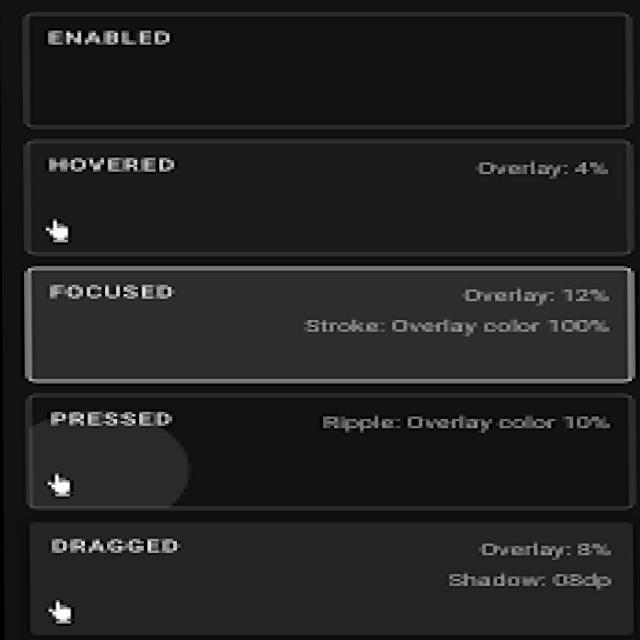 ENABLED
HOVERED
Overlay: 4%
FOCUSED
Overlay: 12%
Stroke: Overlay color 100%
PRESSED
Ripple: Overlay color 10%
DRAGGED
Overlay: 8%
Shadow: 08dp